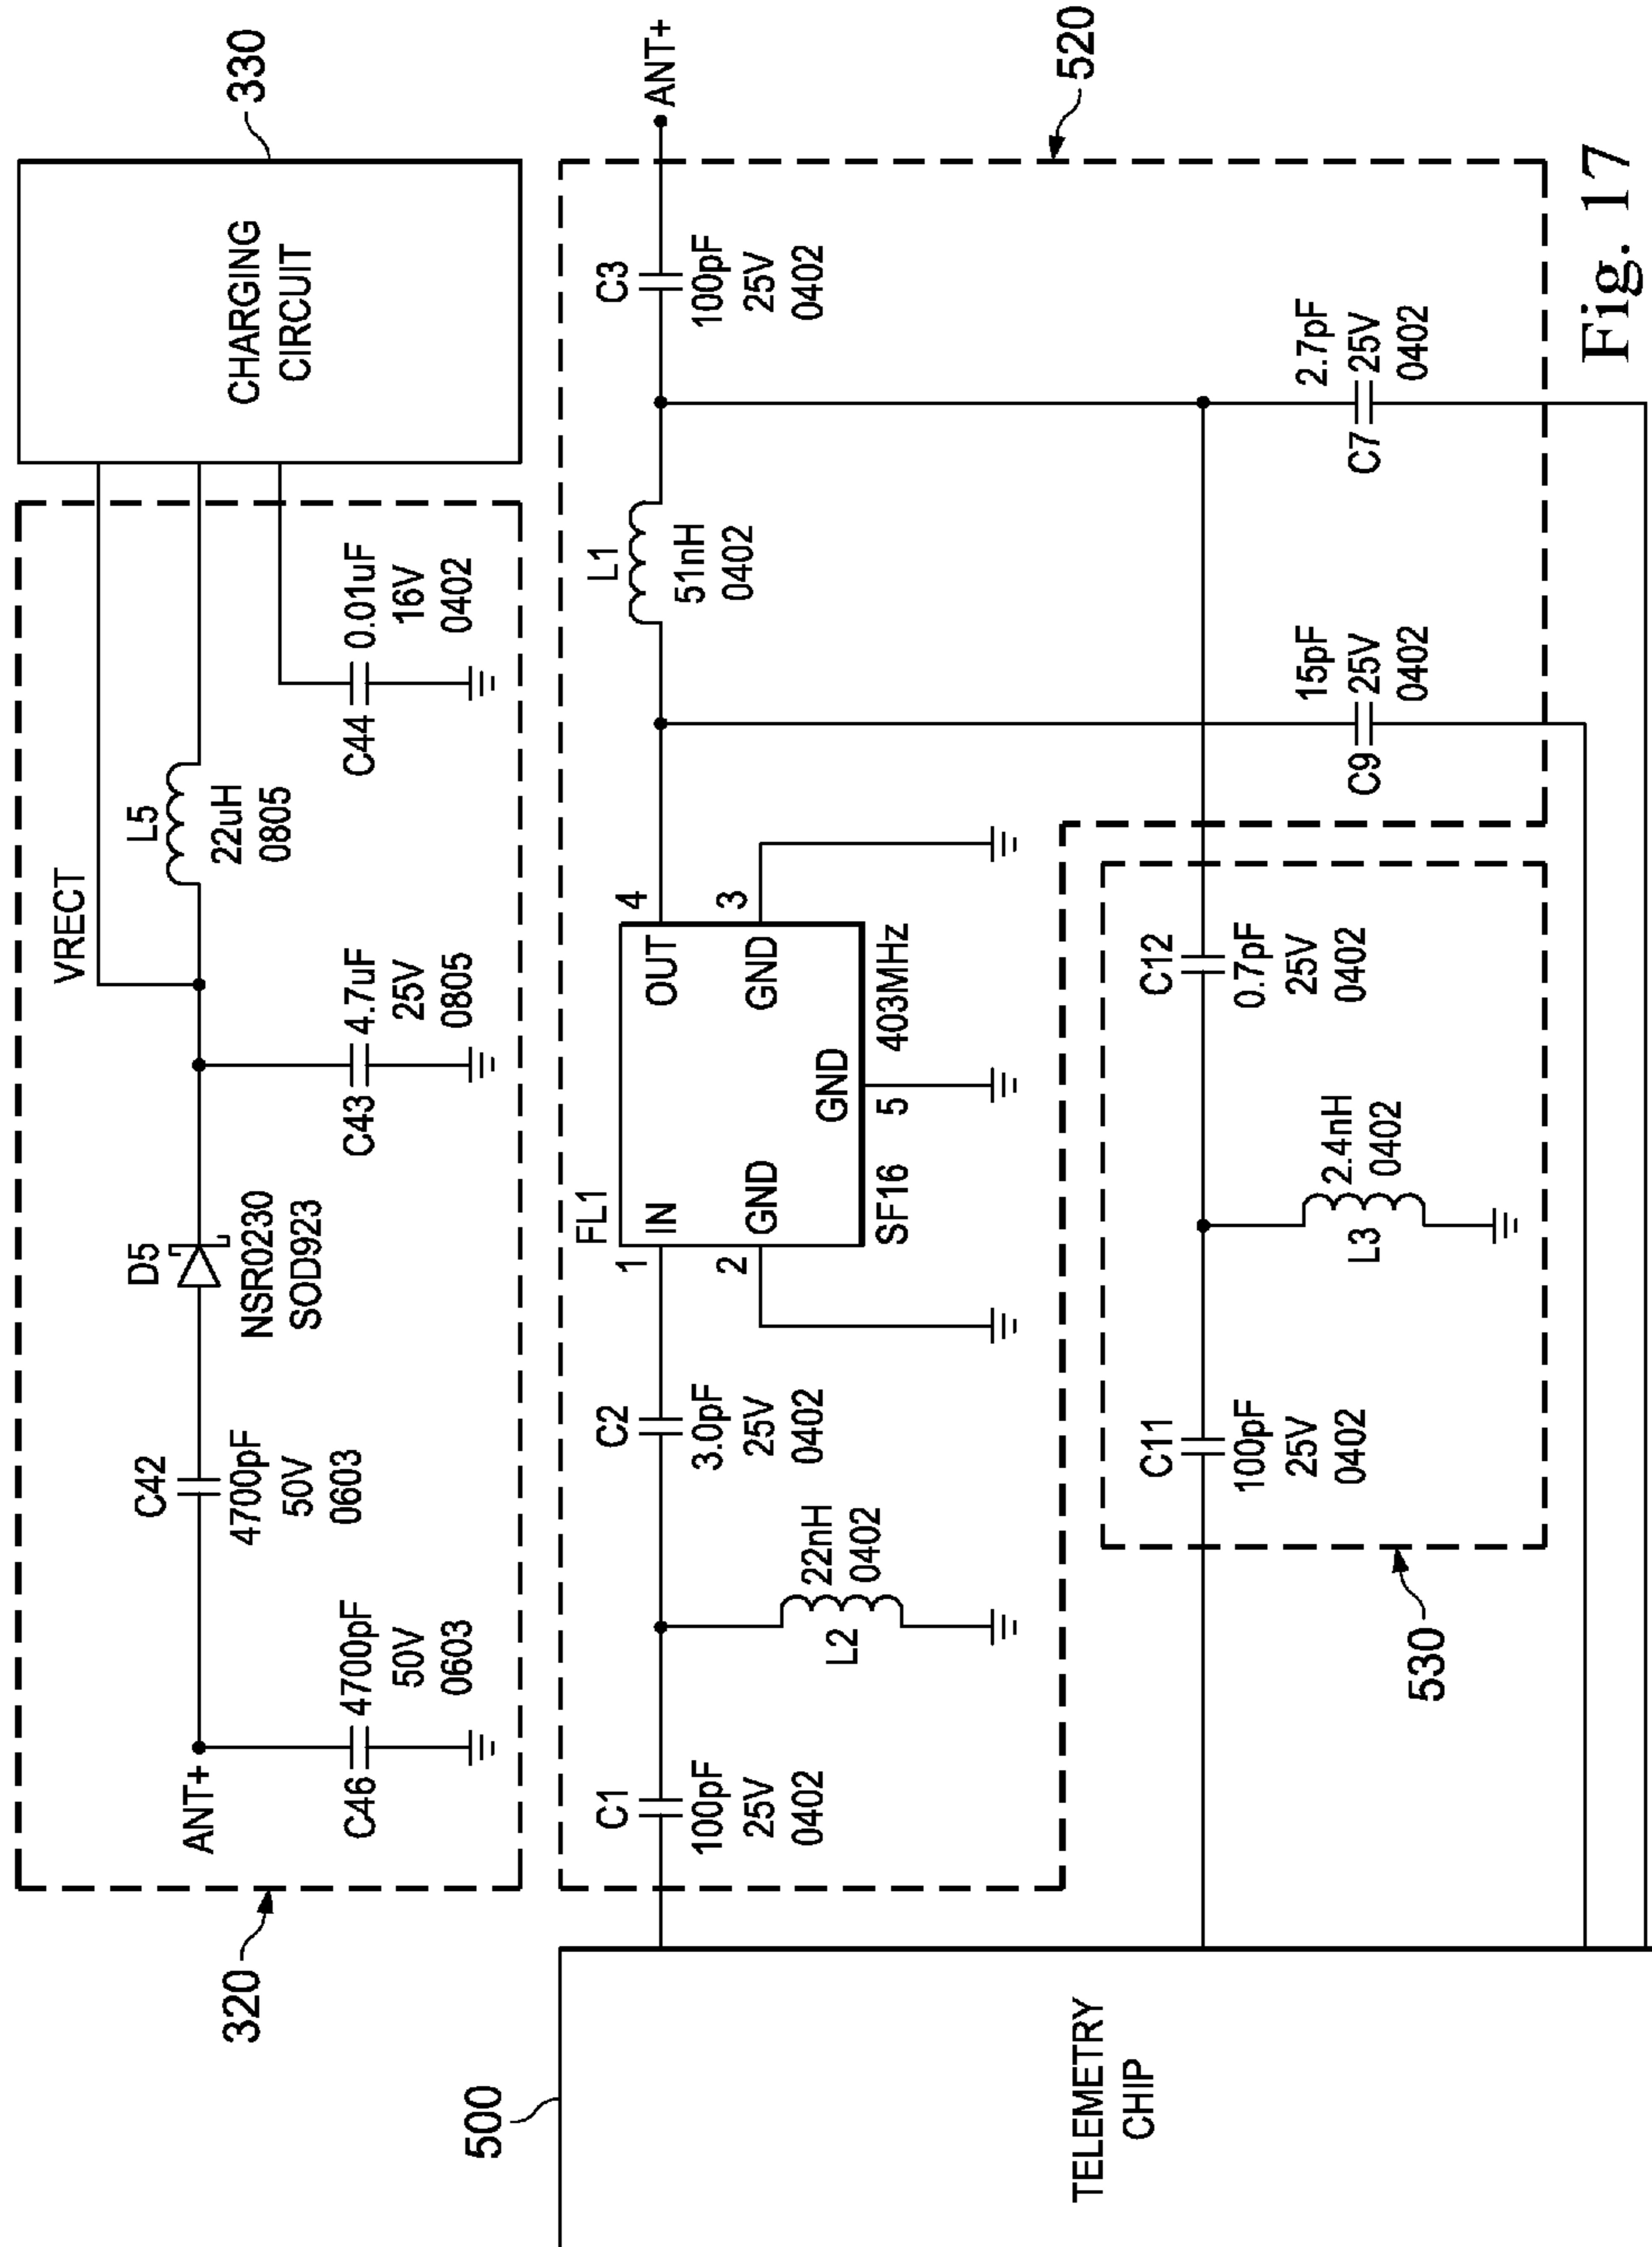 320
ANT+
C46
4700pF
50V
0603
C42
4700pF
50V
0603
D5
NSR0230
SOD923
C43
4.7uF
25V
0805
VRECT
L5
22uH
0805
C44
0.01uF
16V
0402
CHARGING
CIRCUIT
330
500
TELEMETRY
CHIP
C1
100pF
25V
0402
L2
22nH
0402
C2
3.0pF
25V
0402
FL1
1
IN
2
GND
SF16
GND
5
OUT
4
GND
3
403MHz
L1
51nH
0402
C3
100pF
25V
0402
ANT+
520
530
C11
100pF
25V
0402
L3
2.4nH
0402
C12
0.7pF
25V
0402
C9
15pF
25V
0402
C7
2.7pF
25V
0402
Fig. 17